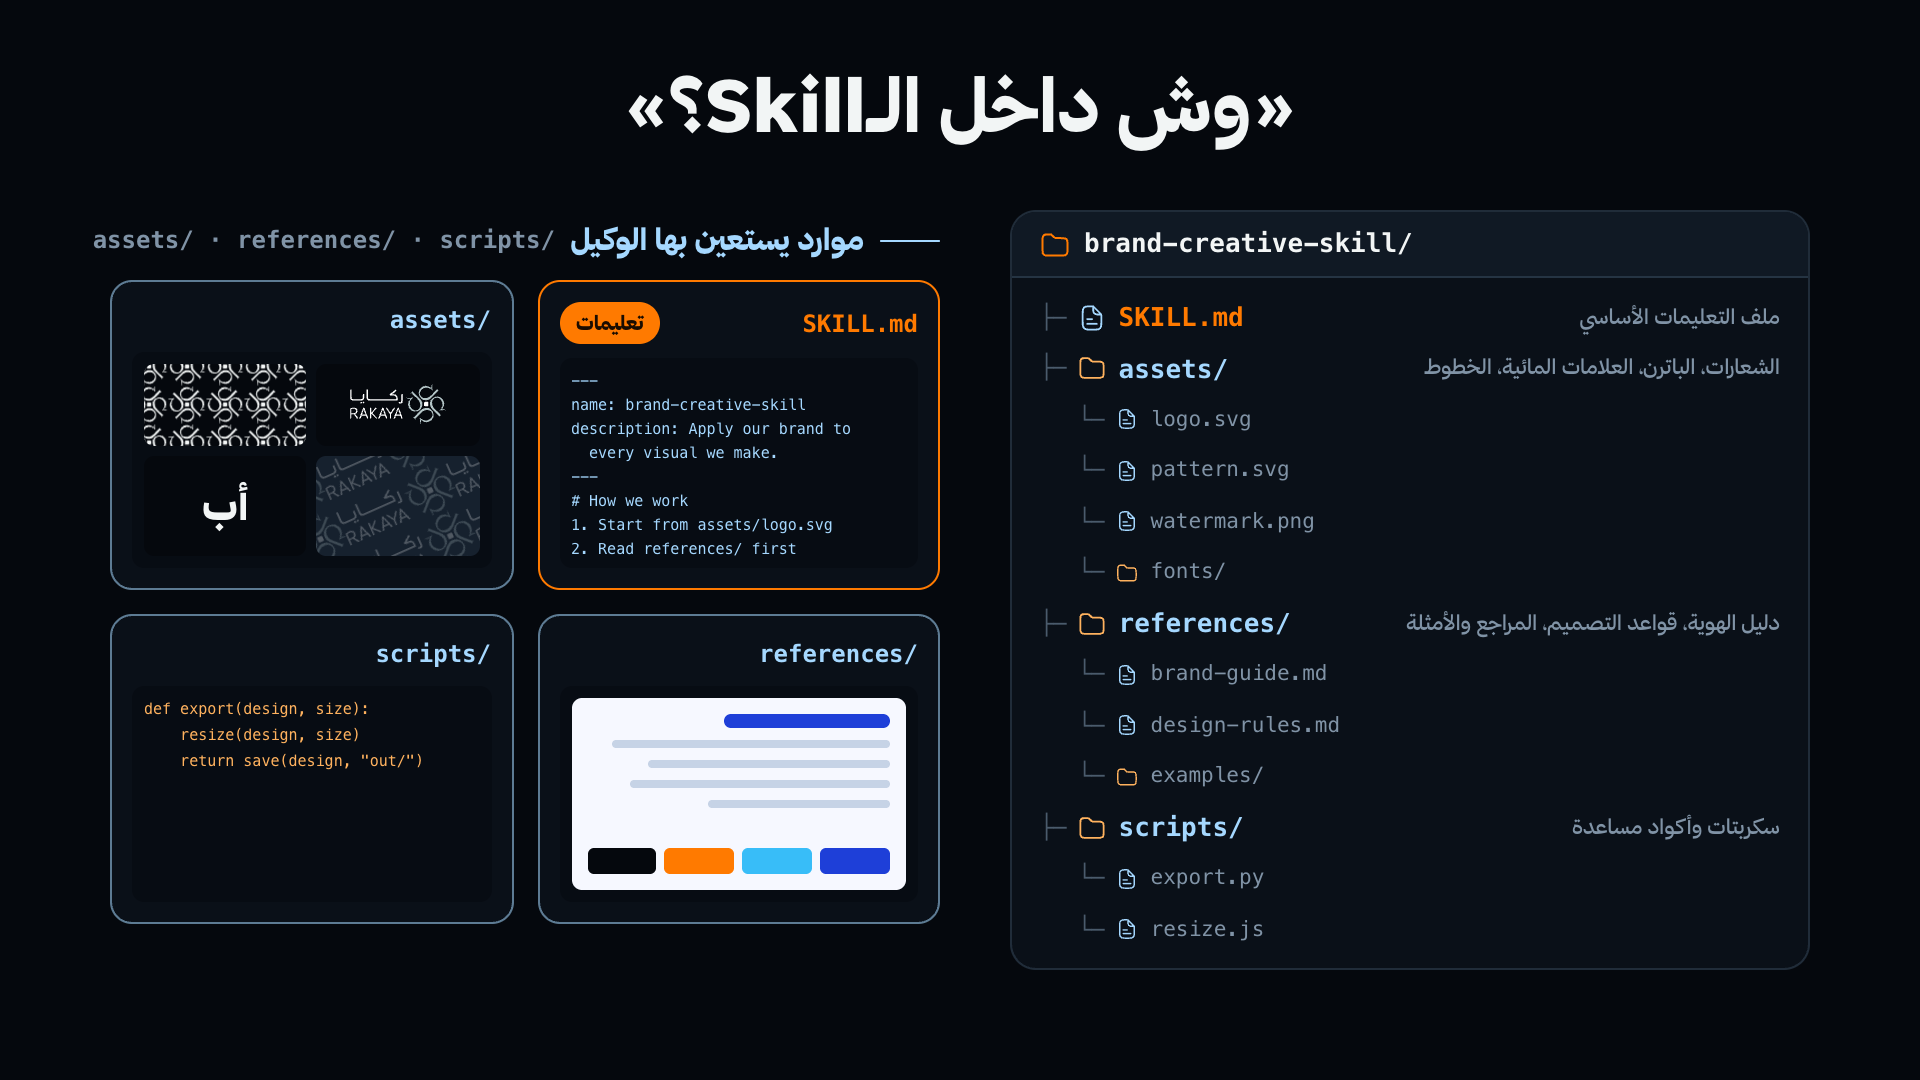 «وش داخل الـSkill؟»
brand-creative-skill/
SKILL.md ملف التعليمات الأساسي
assets/ الشعارات، الباترن، العلامات المائية، الخطوط
logo.svg
pattern.svg
watermark.png
fonts/
references/ دليل الهوية، قواعد التصميم، المراجع والأمثلة
brand-guide.md
design-rules.md
examples/
scripts/ سكربتات وأكواد مساعدة
export.py
resize.js
موارد يستعين بها الوكيل assets/ · references/ · scripts/
SKILL.md تعليمات
---
name: brand-creative-skill
description: Apply our brand to
every visual we make.
---
# How we work
1. Start from assets/logo.svg
2. Read references/ first
assets/
ركايا
RAKAYA
أب
ركايا
RAKAYA
ركايا
RAKAYA
references/
scripts/
def export(design, size):
resize(design, size)
return save(design, "out/")